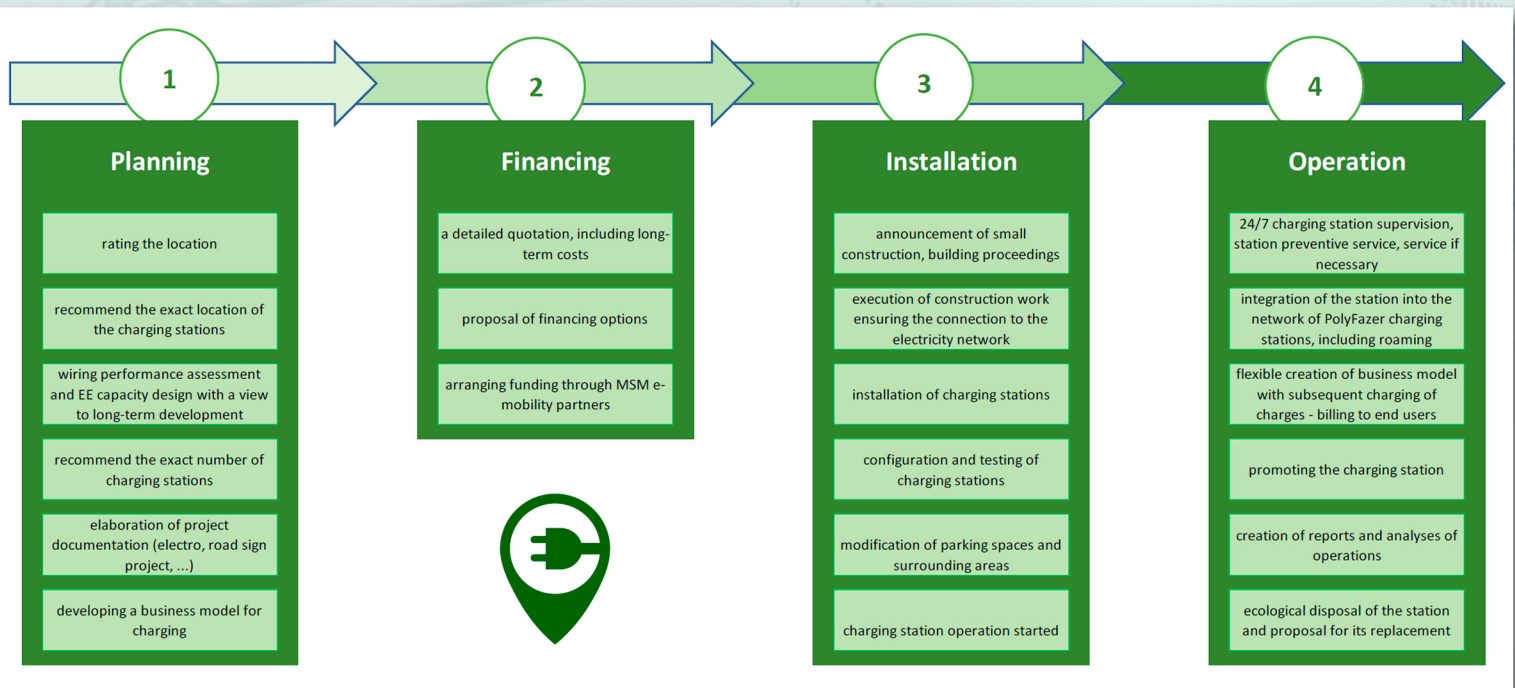 1
Planning
rating the location
recommend the exact location of
the charging stations
wiring performance assessment
and EE capacity design with a view
to long-term development
recommend the exact number of
charging stations
elaboration of project
documentation (electro, road sign
project, ...)
developing a business model for
charging
2
Financing
a detailed quotation, including long-
term costs
proposal of financing options
arranging funding through MSM e-
mobility partners
3
Installation
announcement of small
construction, building proceedings
execution of construction work
ensuring the connection to the
electricity network
installation of charging stations
configuration and testing of
charging stations
modification of parking spaces and
surrounding areas
charging station operation started
4
Operation
24/7 charging station supervision,
station preventive service, service if
necessary
integration of the station into the
network of PolyFazer charging
stations, including roaming
flexible creation of business model
with subsequent charging of
charges - billing to end users
promoting the charging station
creation of reports and analyses of
operations
ecological disposal of the station
and proposal for its replacement